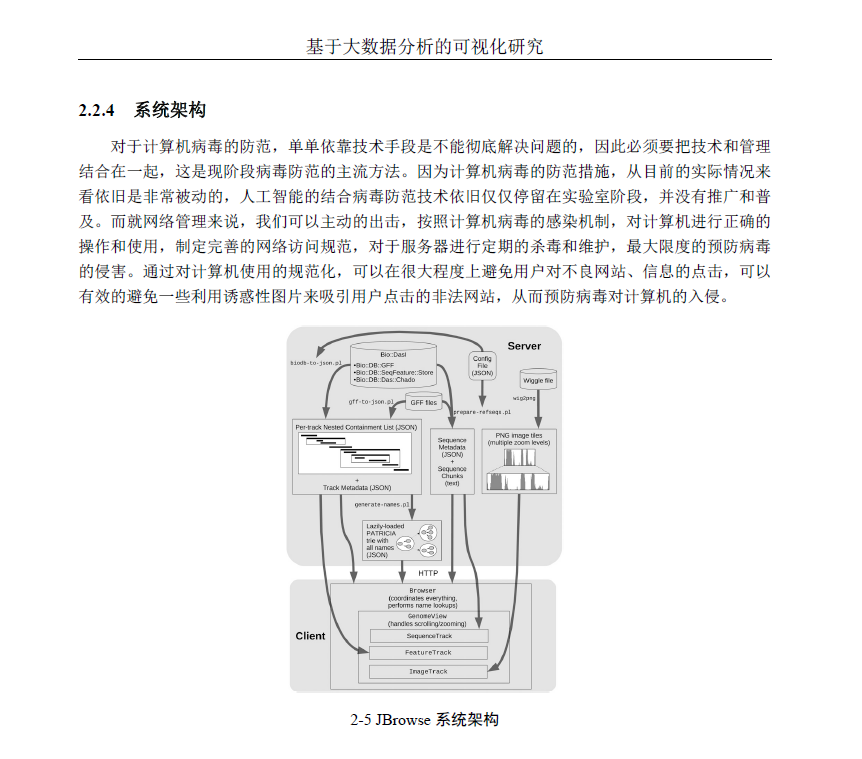 基于大数据分析的可视化研究
2.2.4 系统架构
对于计算机病毒的防范，单单依靠技术手段是不能彻底解决问题的，因此必须要把技术和管理
结合在一起，这是现阶段病毒防范的主流方法。因为计算机病毒的防范措施，从目前的实际情况来
看依旧是非常被动的，人工智能的结合病毒防范技术依旧仅仅停留在实验室阶段，并没有推广和普
及。而就网络管理来说，我们可以主动的出击，按照计算机病毒的感染机制，对计算机进行正确的
操作和使用，制定完善的网络访问规范，对于服务器进行定期的杀毒和维护，最大限度的预防病毒
的侵害。通过对计算机使用的规范化，可以在很大程度上避免用户对不良网站、信息的点击，可以
有效的避免一些利用诱惑性图片来吸引用户点击的非法网站，从而预防病毒对计算机的入侵。
Server
Bio::DasI
•Bio::DB::GFF
•Bio::DB::SeqFeature::Store
•Bio::DB::Das::Chado
biodb-to-json.pl
Config
File
(JSON)
Wiggle file
gff-to-json.pl
GFF files
prepare-refseqs.pl
wig2png
Per-track Nested Containment List (JSON)
+
Track Metadata (JSON)
Sequence
Metadata
(JSON)
+
Sequence
Chunks
(text)
PNG image tiles
(multiple zoom levels)
generate-names.pl
Lazily-loaded
PATRICIA
trie with
all names
(JSON)
HTTP
Client
Browser
(coordinates everything,
performs name lookups)
GenomeView
(handles scrolling/zooming)
SequenceTrack
FeatureTrack
ImageTrack
2-5 JBrowse 系统架构